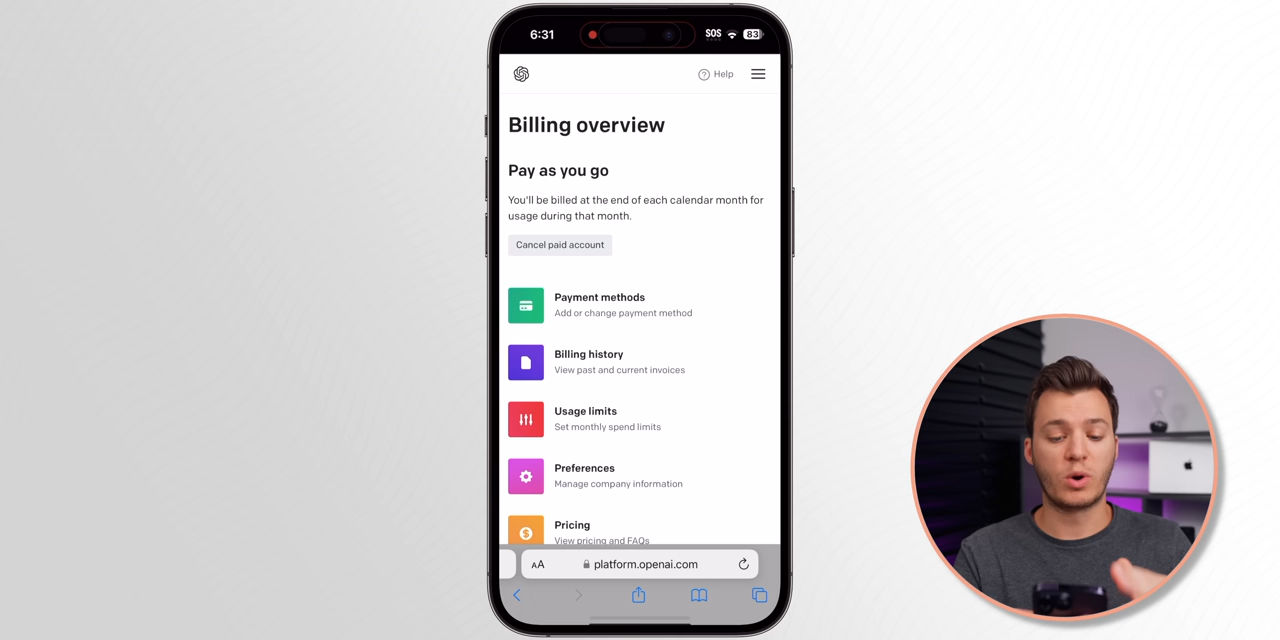 6:31
SOS
83
Help
Billing overview
Pay as you go
You'll be billed at the end of each calendar month for
usage during that month.
Cancel paid account
Payment methods
Add or change payment method
Billing history
View past and current invoices
Usage limits
Set monthly spend limits
Preferences
Manage company information
Pricing
View pricing and FAQs
AA
platform.openai.com